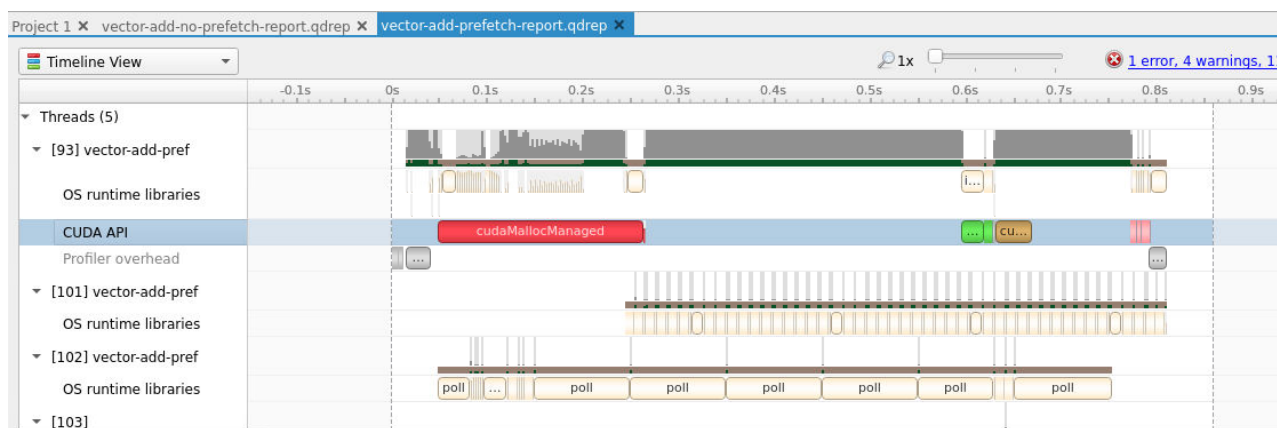 Project 1 ✕ vector-add-no-prefetch-report.qdrep ✕ vector-add-prefetch-report.qdrep ✕
Timeline View 1x 1 error, 4 warnings, 1
-0.1s 0s 0.1s 0.2s 0.3s 0.4s 0.5s 0.6s 0.7s 0.8s 0.9s
Threads (5)
[93] vector-add-pref
OS runtime libraries i...
CUDA API cudaMallocManaged ... cu...
Profiler overhead ... ...
[101] vector-add-pref
OS runtime libraries
[102] vector-add-pref
OS runtime libraries poll ... poll poll poll poll poll poll
[103]